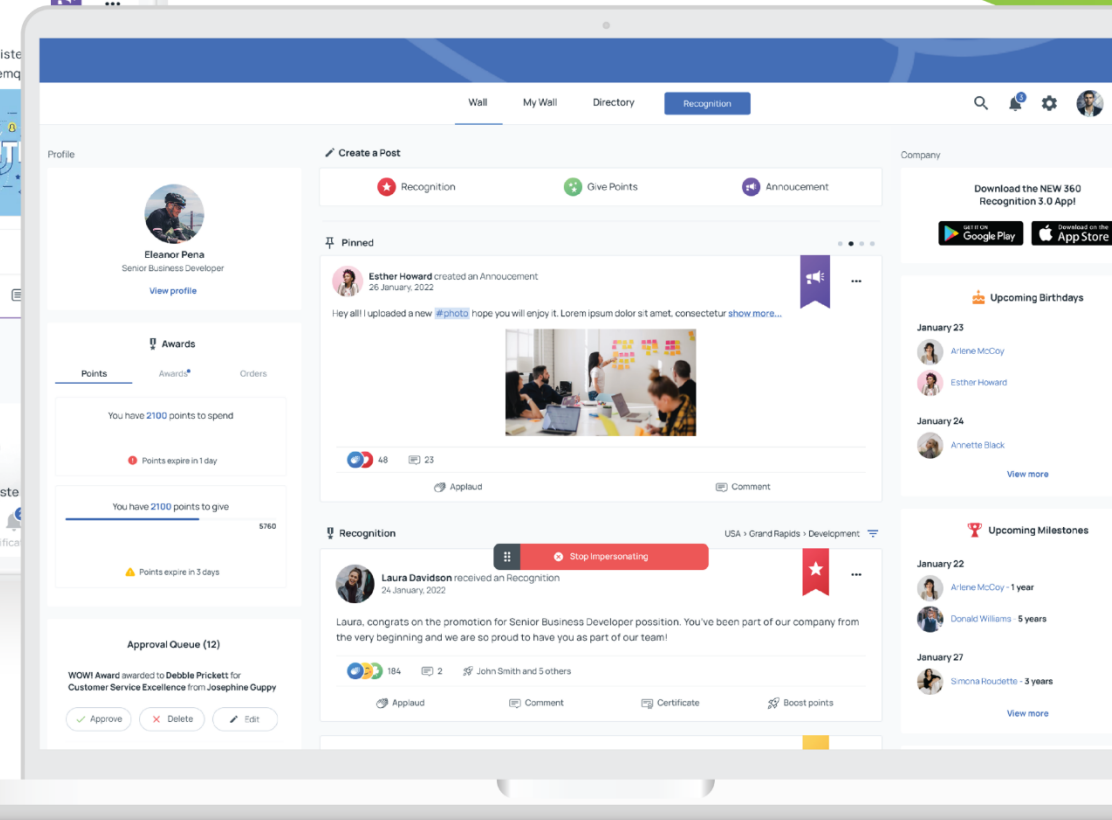 iste
emq
Wall
My Wall
Directory
Recognition
3
Profile
Eleanor Pena
Senior Business Developer
View profile
Awards
Points
Awards
Orders
You have 2100 points to spend
Points expire in 1 day
You have 2100 points to give
5760
Points expire in 3 days
Approval Queue (12)
WOW! Award awarded to Debble Prickett for
Customer Service Excellence from Josephine Guppy
Approve
Delete
Edit
Create a Post
Recognition
Give Points
Annoucement
Pinned
Esther Howard created an Annoucement
26 January, 2022
Hey all! I uploaded a new #photo hope you will enjoy it. Lorem ipsum dolor sit amet, consectetur show more...
48
23
Applaud
Comment
Recognition
USA > Grand Rapids > Development
Stop Impersonating
Laura Davidson received an Recognition
24 January, 2022
Laura, congrats on the promotion for Senior Business Developer possition. You've been part of our company from
the very beginning and we are so proud to have you as part of our team!
184
2
John Smith and 5 others
Applaud
Comment
Certificate
Boost points
Company
Download the NEW 360
Recognition 3.0 App!
GET IT ON
Google Play
Download on the
App Store
Upcoming Birthdays
January 23
Arlene McCoy
Esther Howard
January 24
Annette Black
View more
Upcoming Milestones
January 22
Arlene McCoy - 1 year
Donald Williams - 5 years
January 27
Simona Roudette - 3 years
View more